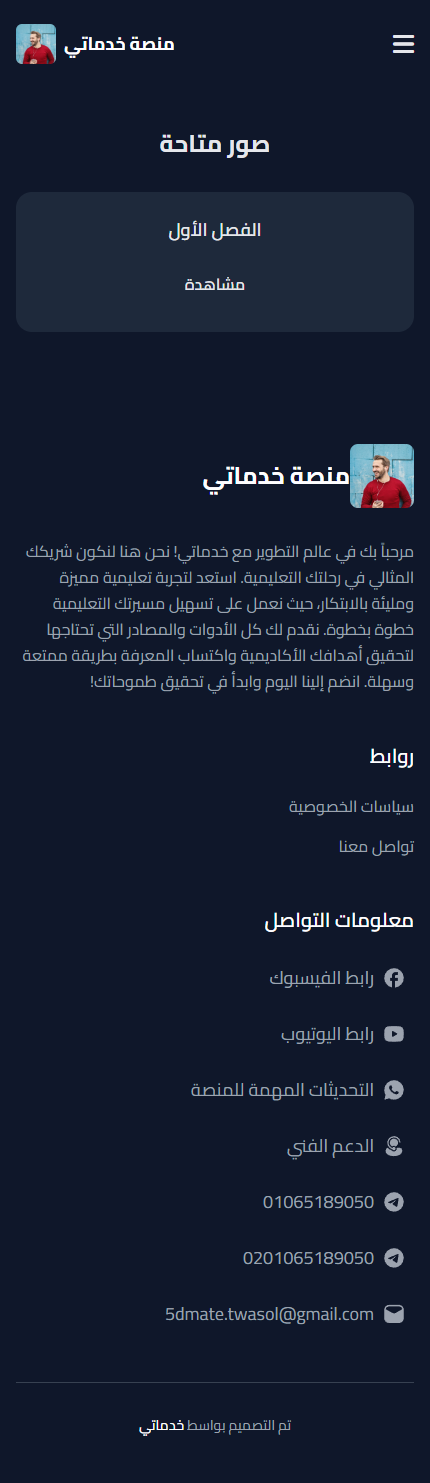 منصة خدماتي
صور متاحة
الفصل الأول
مشاهدة
منصة خدماتي
مرحباً بك في عالم التطوير مع خدماتي! نحن هنا لنكون شريكك
المثالي في رحلتك التعليمية. استعد لتجربة تعليمية مميزة
ومليئة بالابتكار، حيث نعمل على تسهيل مسيرتك التعليمية
خطوة بخطوة. نقدم لك كل الأدوات والمصادر التي تحتاجها
لتحقيق أهدافك الأكاديمية واكتساب المعرفة بطريقة ممتعة
وسهلة. انضم إلينا اليوم وابدأ في تحقيق طموحاتك!
روابط
سياسات الخصوصية
تواصل معنا
معلومات التواصل
رابط الفيسبوك
رابط اليوتيوب
التحديثات المهمة للمنصة
الدعم الفني
01065189050
0201065189050
5dmate.twasol@gmail.com
تم التصميم بواسط خدماتي